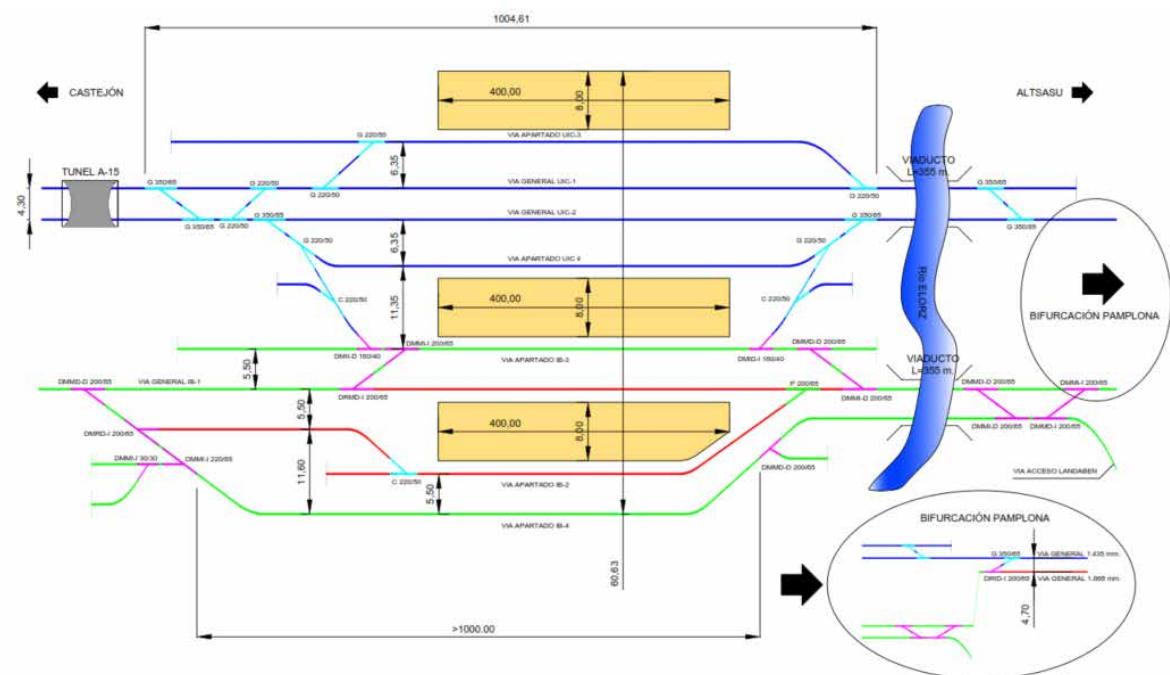 1004,61
CASTEJÓN
ALTSASU
400,00
8,00
VIA APARTADO UIC-3
G 220/50
6,35
TUNEL A-15
VIADUCTO
L=355 m.
4,30
G 350/65
G 220/50
G 220/50
VIA GENERAL UIC-1
G 220/50
G 350/65
G 350/65
G 220/50
G 350/65
VIA GENERAL UIC-2
G 350/65
G 350/65
G 220/50
6,35
G 220/50
VIA APARTADO UIC 4
Río ELORZ
BIFURCACIÓN PAMPLONA
C 220/50
11,35
400,00
8,00
C 220/50
DMMI-I 200/65
DMMD-D 200/65
DMII-D 160/40
VIA APARTADO IB-3
DMID-I 160/40
5,50
VIADUCTO
L=355 m.
DMMD-D 200/65
VIA GENERAL IB-1
DRMD-I 200/65
P 200/65
DMMI-D 200/65
DMMD-D 200/65
DMMI-I 200/65
5,50
400,00
8,00
DMRD-I 200/65
DMMI-D 200/65
DMMD-I 200/65
DMMI-I 30/30
DMMI-I 220/65
11,60
C 220/50
5,50
VIA APARTADO IB-2
DMMD-D 200/65
VIA ACCESO LANDABEN
VIA APARTADO IB-4
BIFURCACIÓN PAMPLONA
60,63
G 350/65
VIA GENERAL 1.435 mm.
VIA GENERAL 1.668 mm.
4,70
>1000.00